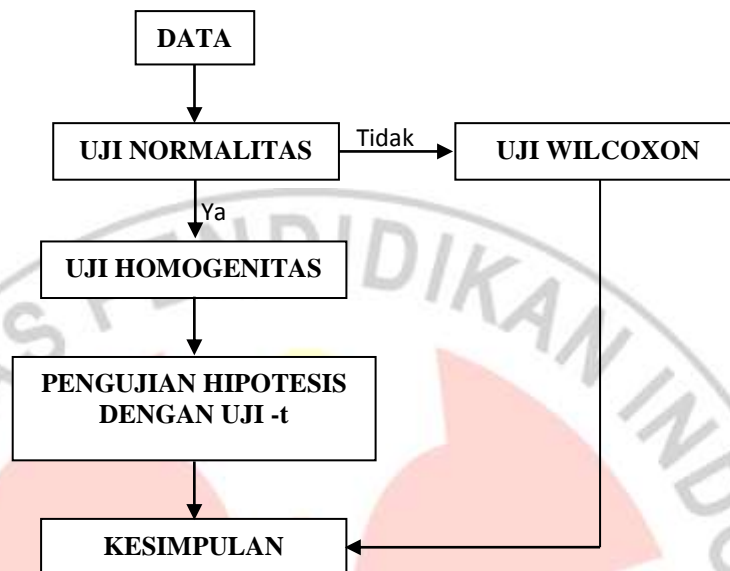 DATA
UJI NORMALITAS
Tidak
UJI WILCOXON
Ya
UJI HOMOGENITAS
PENGUJIAN HIPOTESIS
DENGAN UJI -t
KESIMPULAN